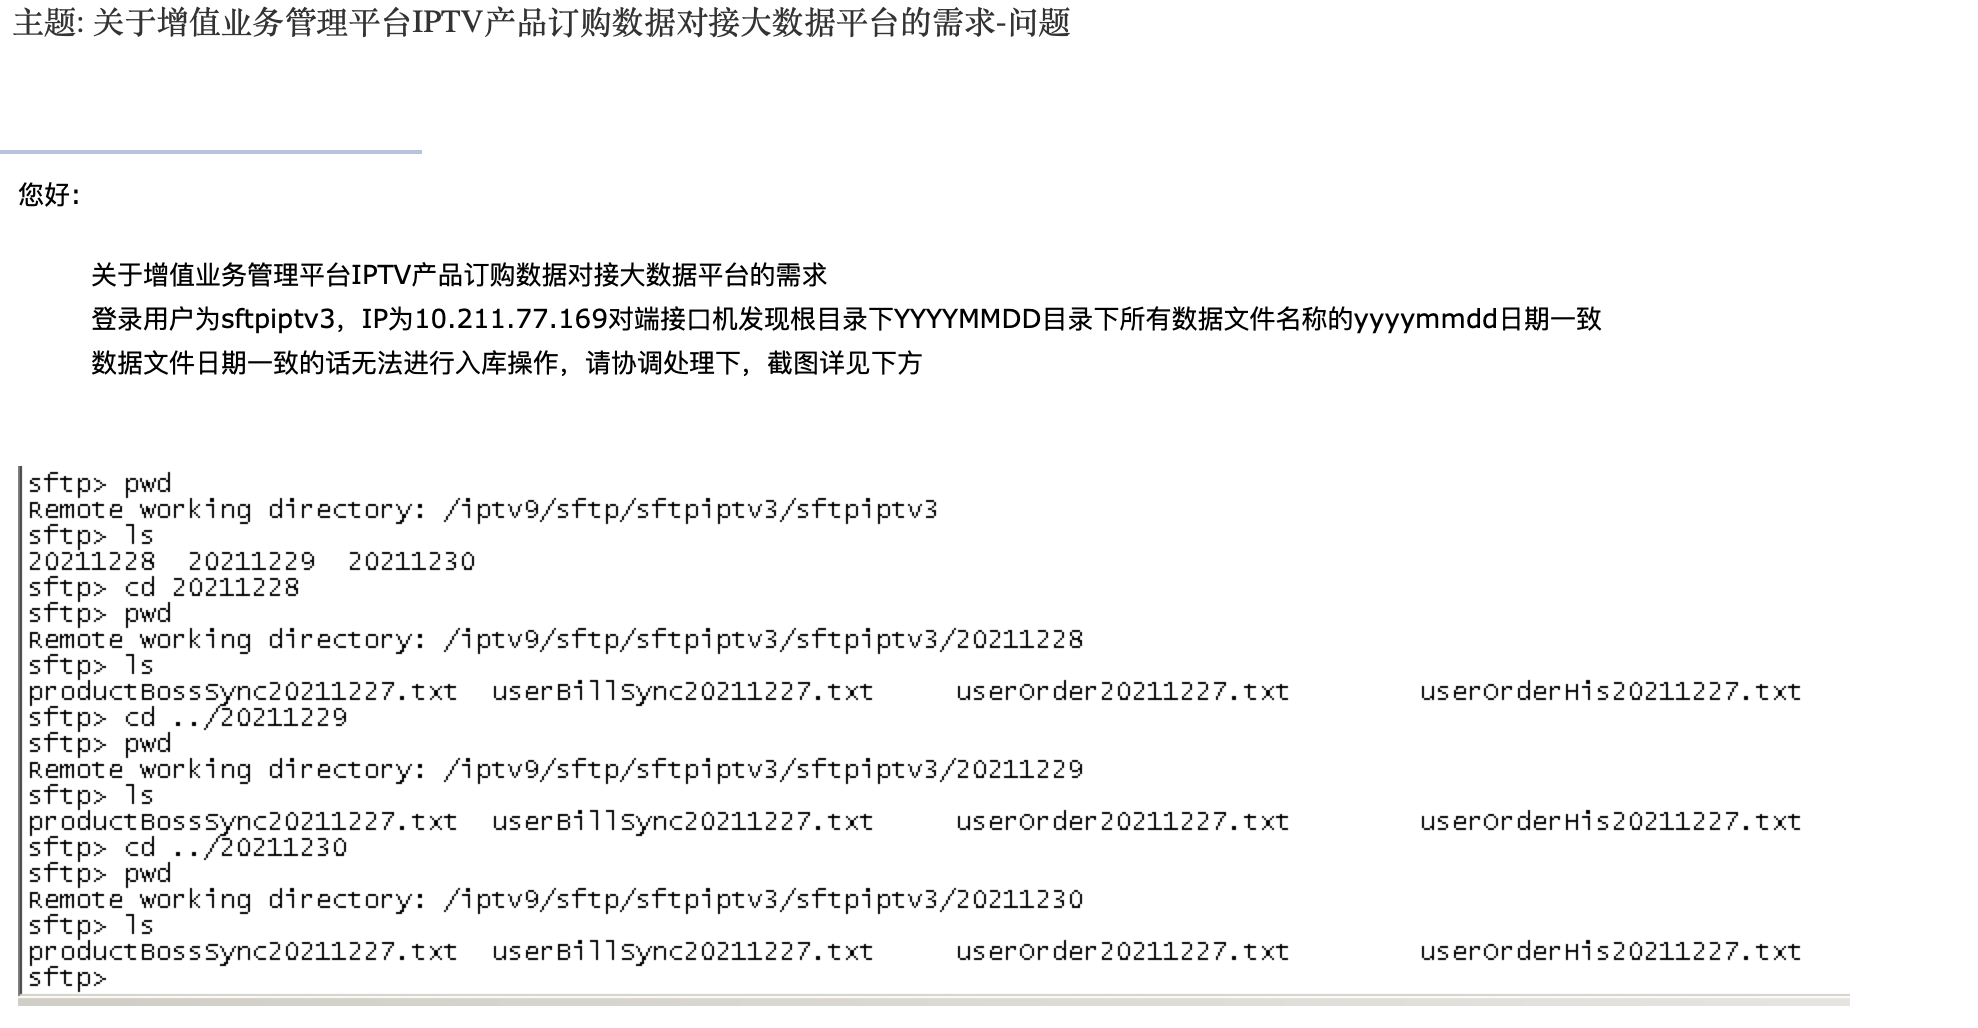 主题: 关于增值业务管理平台IPTV产品订购数据对接大数据平台的需求-问题
您好:
关于增值业务管理平台IPTV产品订购数据对接大数据平台的需求
登录用户为sftpiptv3，IP为10.211.77.169对端接口机发现根目录下YYYYMMDD目录下所有数据文件名称的yyyymmdd日期一致
数据文件日期一致的话无法进行入库操作，请协调处理下，截图详见下方
sftp> pwd
Remote working directory: /iptv9/sftp/sftpiptv3/sftpiptv3
sftp> ls
20211228  20211229  20211230
sftp> cd 20211228
sftp> pwd
Remote working directory: /iptv9/sftp/sftpiptv3/sftpiptv3/20211228
sftp> ls
productBossSync20211227.txt  userBillSync20211227.txt  userOrder20211227.txt  userOrderHis20211227.txt
sftp> cd ../20211229
sftp> pwd
Remote working directory: /iptv9/sftp/sftpiptv3/sftpiptv3/20211229
sftp> ls
productBossSync20211227.txt  userBillSync20211227.txt  userOrder20211227.txt  userOrderHis20211227.txt
sftp> cd ../20211230
sftp> pwd
Remote working directory: /iptv9/sftp/sftpiptv3/sftpiptv3/20211230
sftp> ls
productBossSync20211227.txt  userBillSync20211227.txt  userOrder20211227.txt  userOrderHis20211227.txt
sftp>